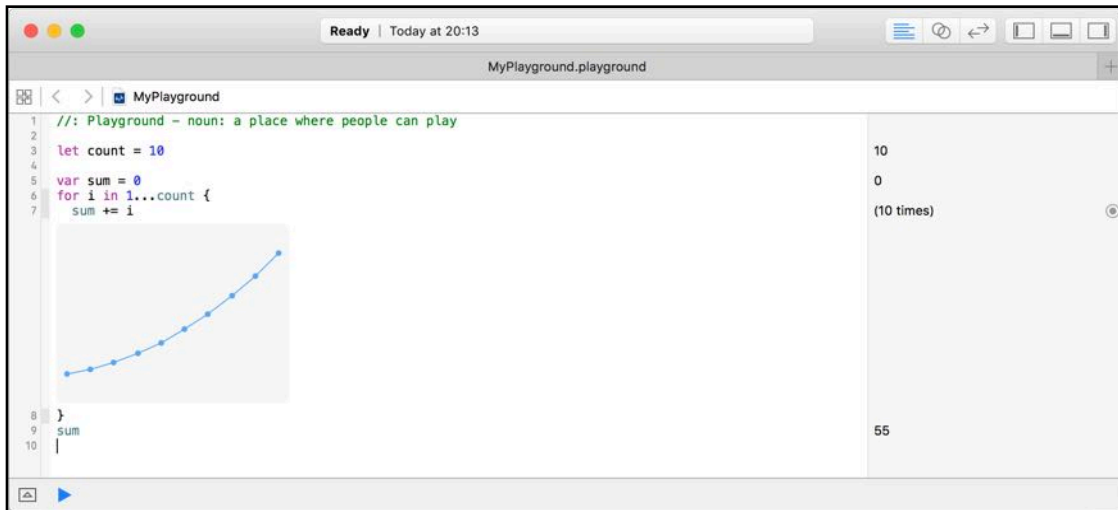 Ready | Today at 20:13
MyPlayground.playground
MyPlayground
1 //: Playground – noun: a place where people can play
2
3 let count = 10 10
4
5 var sum = 0 0
6 for i in 1...count {
7 sum += i (10 times)
8 }
9 sum 55
10